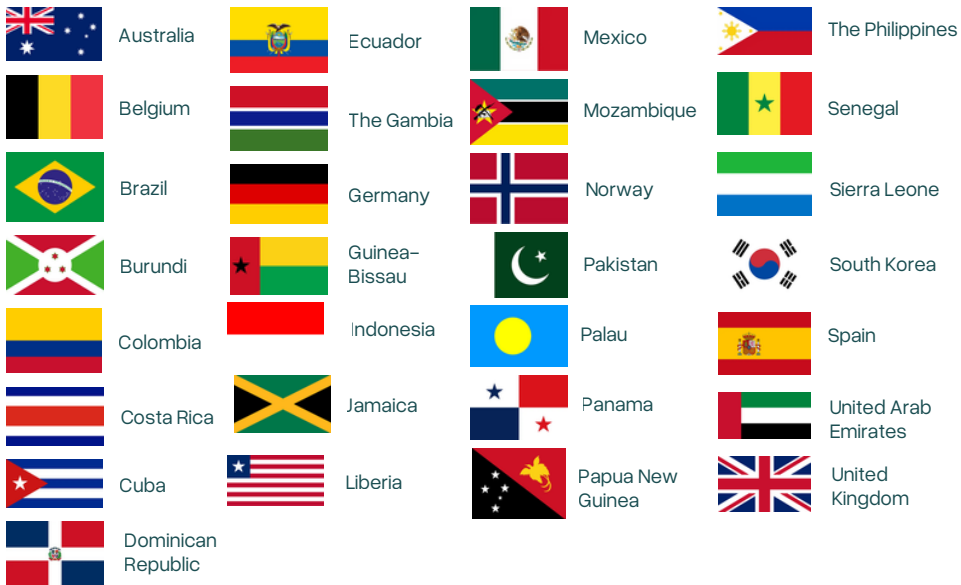 Australia
Belgium
Brazil
Burundi
Colombia
Costa Rica
Cuba
Dominican
Republic
Ecuador
The Gambia
Germany
Guinea-
Bissau
Indonesia
Jamaica
Liberia
Mexico
Mozambique
Norway
Pakistan
Palau
Panama
Papua New
Guinea
The Philippines
Senegal
Sierra Leone
South Korea
Spain
United Arab
Emirates
United
Kingdom